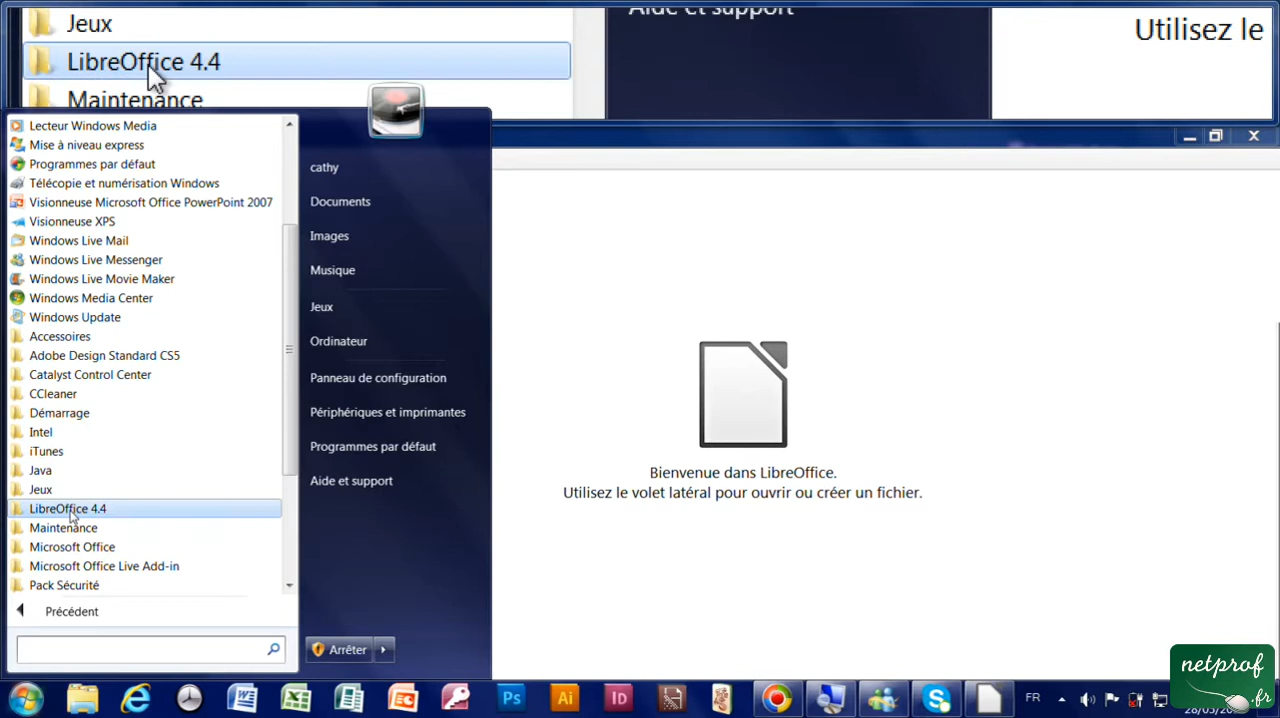 Jeux
LibreOffice 4.4
Maintenance
Aide et support
Utilisez le
Lecteur Windows Media
Mise à niveau express
Programmes par défaut
Télécopie et numérisation Windows
Visionneuse Microsoft Office PowerPoint 2007
Visionneuse XPS
Windows Live Mail
Windows Live Messenger
Windows Live Movie Maker
Windows Media Center
Windows Update
Accessoires
Adobe Design Standard CS5
Catalyst Control Center
CCleaner
Démarrage
Intel
iTunes
Java
Jeux
LibreOffice 4.4
Maintenance
Microsoft Office
Microsoft Office Live Add-in
Pack Sécurité
Précédent
cathy
Documents
Images
Musique
Jeux
Ordinateur
Panneau de configuration
Périphériques et imprimantes
Programmes par défaut
Aide et support
Arrêter
Bienvenue dans LibreOffice.
Utilisez le volet latéral pour ouvrir ou créer un fichier.
Ps
Ai
Id
FR
netprof
.fr